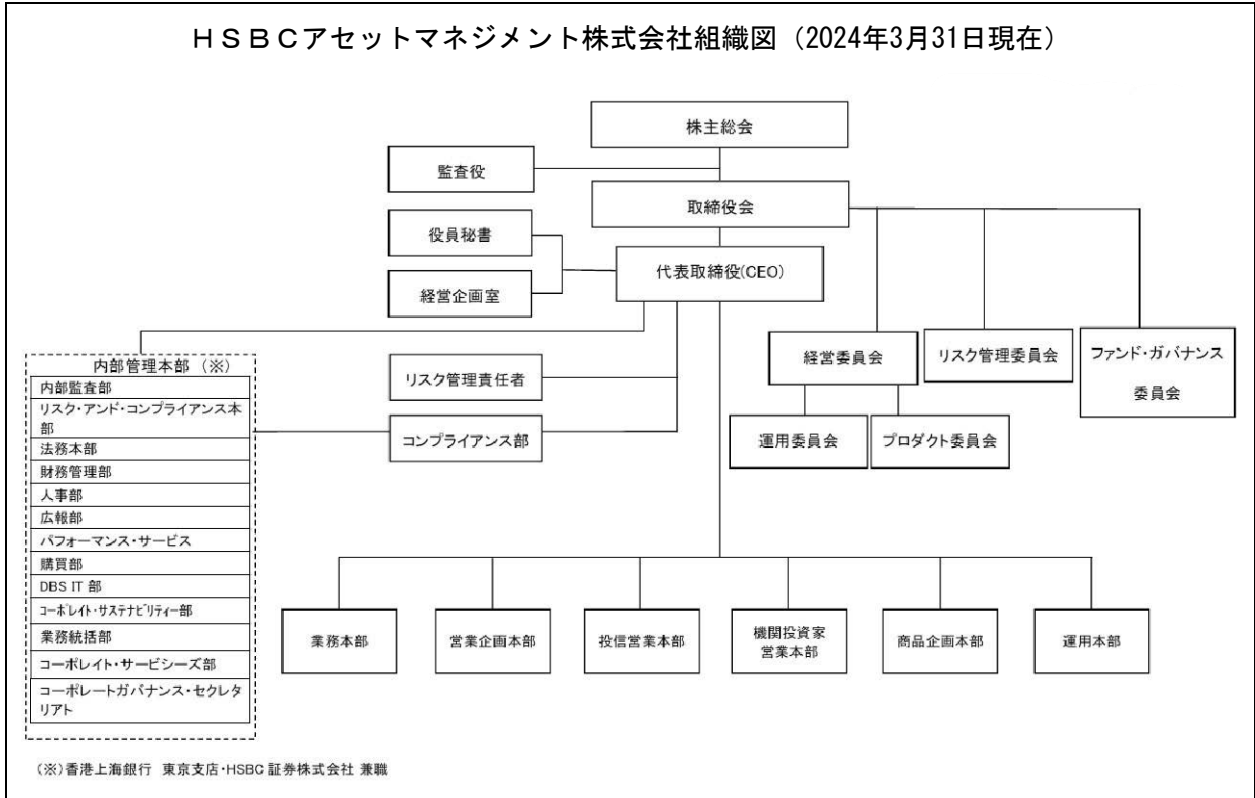 ＨＳＢＣアセットマネジメント株式会社組織図（2024年3月31日現在）
株主総会
監査役
取締役会
役員秘書
代表取締役(CEO)
経営企画室
内部管理本部（※）
内部監査部
リスク・アンド・コンプライアンス本
部
法務本部
財務管理部
人事部
広報部
パフォーマンス・サービス
購買部
DBS IT 部
コーポレイト・サステナビリティー部
業務統括部
コーポレイト・サービシーズ部
コーポレートガバナンス・セクレタ
リアト
リスク管理責任者
コンプライアンス部
経営委員会
リスク管理委員会
ファンド・ガバナンス
委員会
運用委員会
プロダクト委員会
業務本部
営業企画本部
投信営業本部
機関投資家
営業本部
商品企画本部
運用本部
（※）香港上海銀行 東京支店・HSBC 証券株式会社 兼職